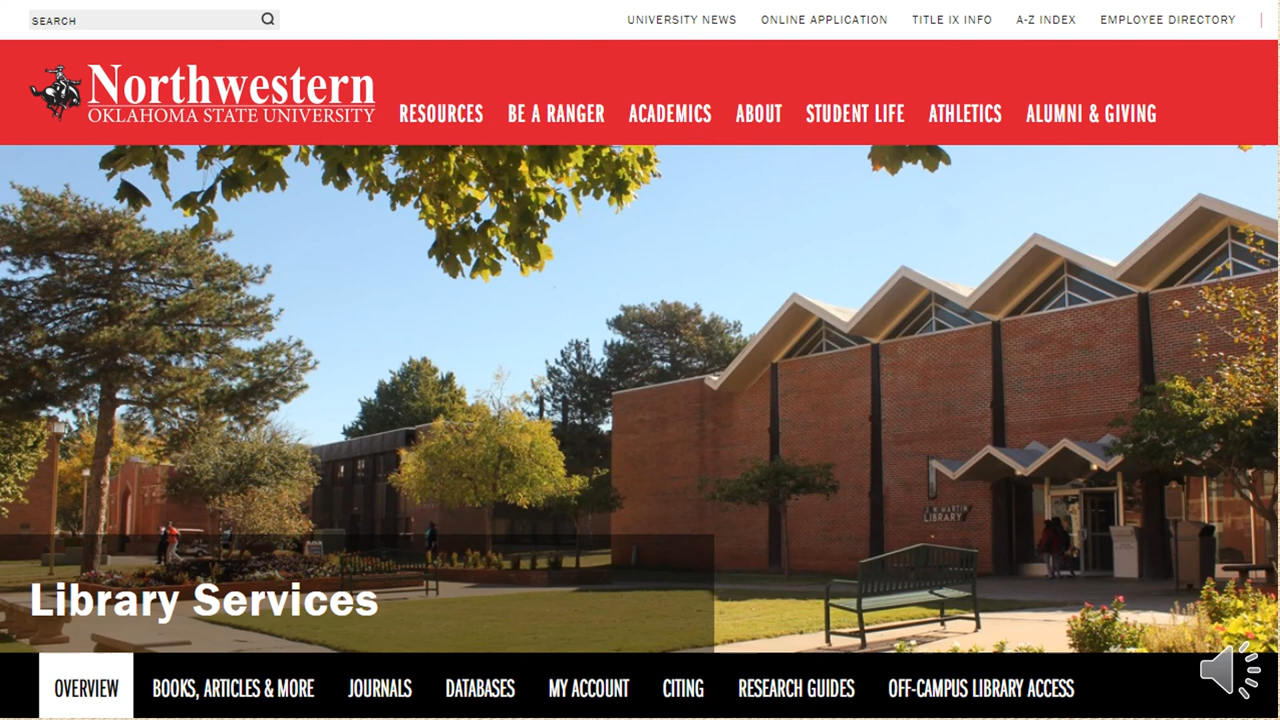 SEARCH
UNIVERSITY NEWS ONLINE APPLICATION TITLE IX INFO A-Z INDEX EMPLOYEE DIRECTORY
Northwestern
OKLAHOMA STATE UNIVERSITY
RESOURCES BE A RANGER ACADEMICS ABOUT STUDENT LIFE ATHLETICS ALUMNI & GIVING
J. W. MARTIN
LIBRARY
Library Services
OVERVIEW BOOKS, ARTICLES & MORE JOURNALS DATABASES MY ACCOUNT CITING RESEARCH GUIDES OFF-CAMPUS LIBRARY ACCESS